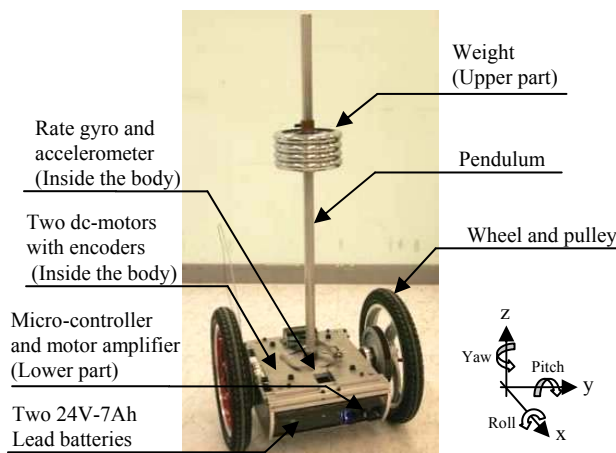 Weight
(Upper part)
Rate gyro and
accelerometer
(Inside the body)
Pendulum
Two dc-motors
with encoders
(Inside the body)
Wheel and pulley
Micro-controller
and motor amplifier
(Lower part)
Two 24V-7Ah
Lead batteries
z
Yaw
Pitch
y
Roll
x